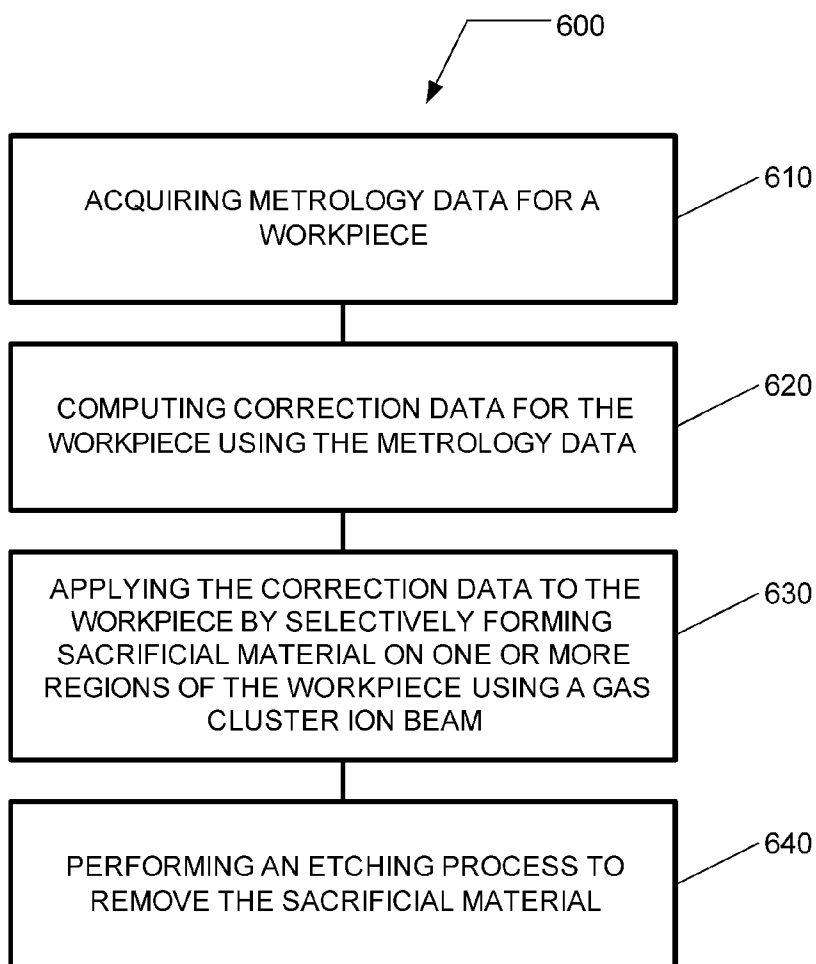 600
ACQUIRING METROLOGY DATA FOR A
WORKPIECE
610
COMPUTING CORRECTION DATA FOR THE
WORKPIECE USING THE METROLOGY DATA
620
APPLYING THE CORRECTION DATA TO THE
WORKPIECE BY SELECTIVELY FORMING
SACRIFICIAL MATERIAL ON ONE OR MORE
REGIONS OF THE WORKPIECE USING A GAS
CLUSTER ION BEAM
630
PERFORMING AN ETCHING PROCESS TO
REMOVE THE SACRIFICIAL MATERIAL
640